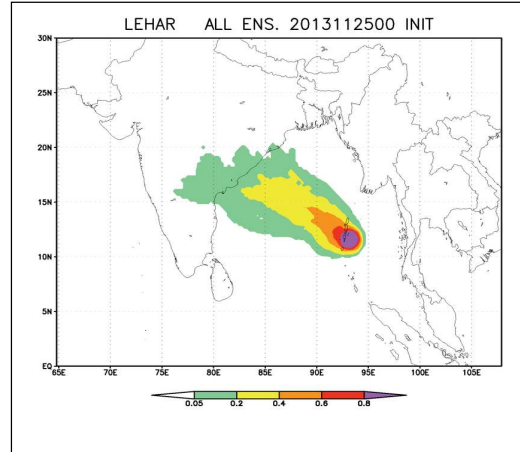 LEHAR ALL ENS. 2013112500 INIT
30N
25N
20N
15N
10N
5N
EQ
65E 70E 75E 80E 85E 90E 95E 100E 105E
0.05 0.2 0.4 0.6 0.8